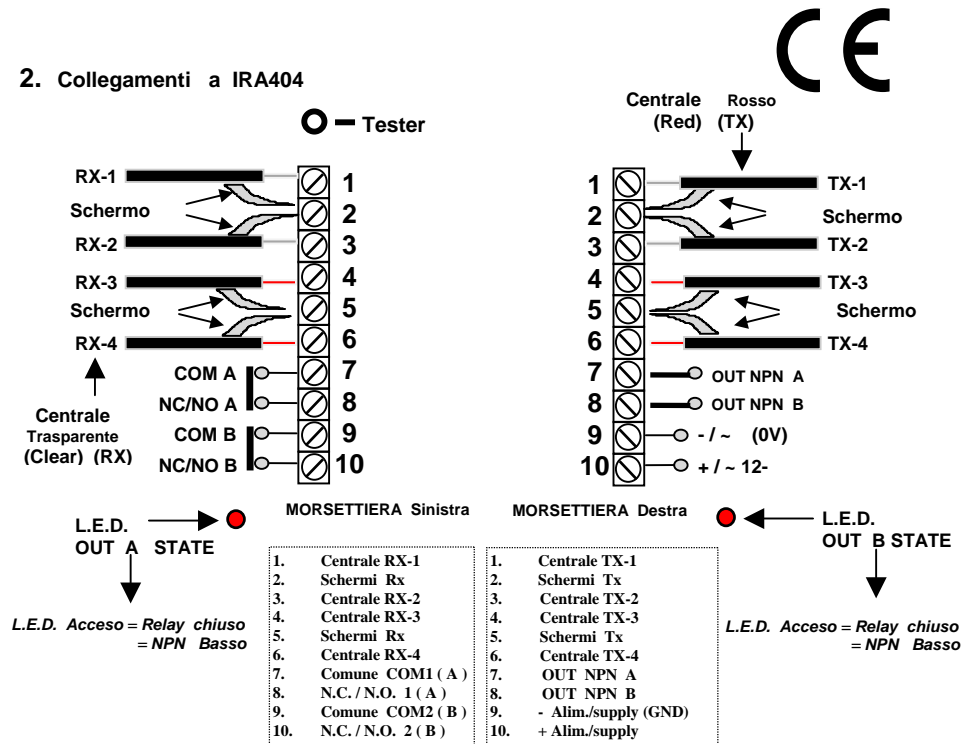 CE
2. Collegamenti a IRA404
Tester
Centrale Rosso
(Red) (TX)
RX-1
Schermo
RX-2
RX-3
Schermo
RX-4
COM A
NC/NO A
COM B
NC/NO B
Centrale
Trasparente
(Clear) (RX)
1
2
3
4
5
6
7
8
9
10
1
2
3
4
5
6
7
8
9
10
TX-1
Schermo
TX-2
TX-3
Schermo
TX-4
OUT NPN A
OUT NPN B
- / ~ (0V)
+ / ~ 12-
MORSETTIERA Sinistra
MORSETTIERA Destra
L.E.D.
OUT A STATE
L.E.D. Acceso = Relay chiuso
= NPN Basso
1. Centrale RX-1
2. Schermi Rx
3. Centrale RX-2
4. Centrale RX-3
5. Schermi Rx
6. Centrale RX-4
7. Comune COM1 ( A )
8. N.C. / N.O. 1 ( A )
9. Comune COM2 ( B )
10. N.C. / N.O. 2 ( B )
1. Centrale TX-1
2. Schermi Tx
3. Centrale TX-2
4. Centrale TX-3
5. Schermi Tx
6. Centrale TX-4
7. OUT NPN A
8. OUT NPN B
9. - Alim./supply (GND)
10. + Alim./supply
L.E.D.
OUT B STATE
L.E.D. Acceso = Relay chiuso
= NPN Basso